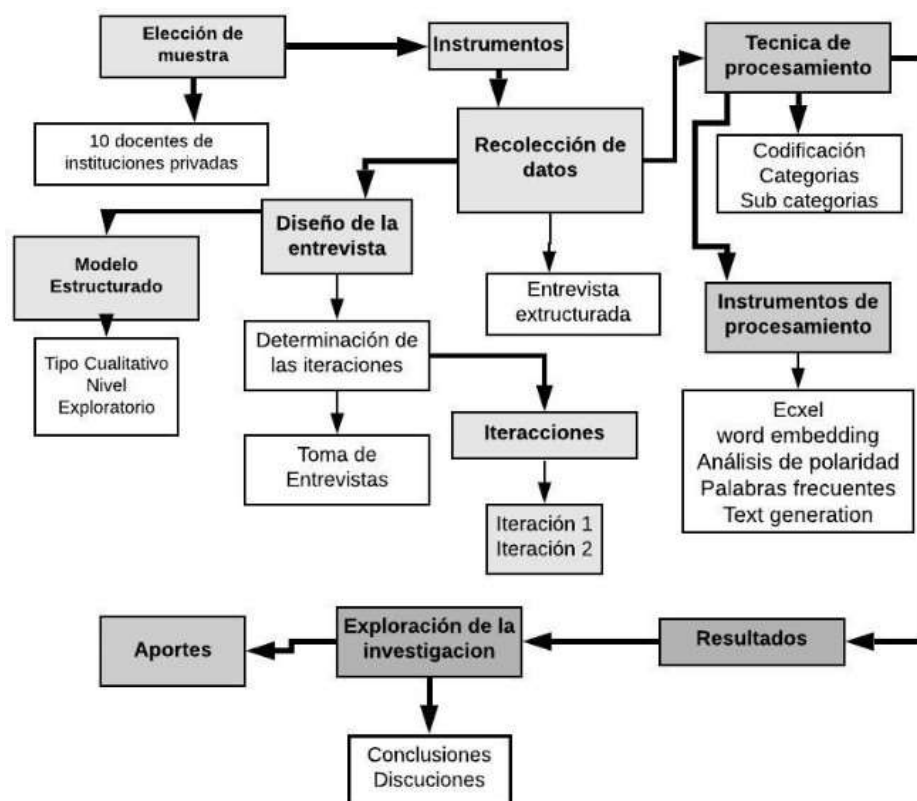 Elección de
muestra
Instrumentos
Tecnica de
procesamiento
10 docentes de
instituciones privadas
Recolección de
datos
Codificación
Categorias
Sub categorias
Diseño de la
entrevista
Modelo
Estructurado
Entrevista
extructurada
Instrumentos de
procesamiento
Tipo Cualitativo
Nivel
Exploratorio
Determinación de
las iteraciones
Iteracciones
Toma de
Entrevistas
Ecxel
word embedding
Análisis de polaridad
Palabras frecuentes
Text generation
Iteración 1
Iteración 2
Aportes
Exploración de la
investigacion
Resultados
Conclusiones
Discuciones